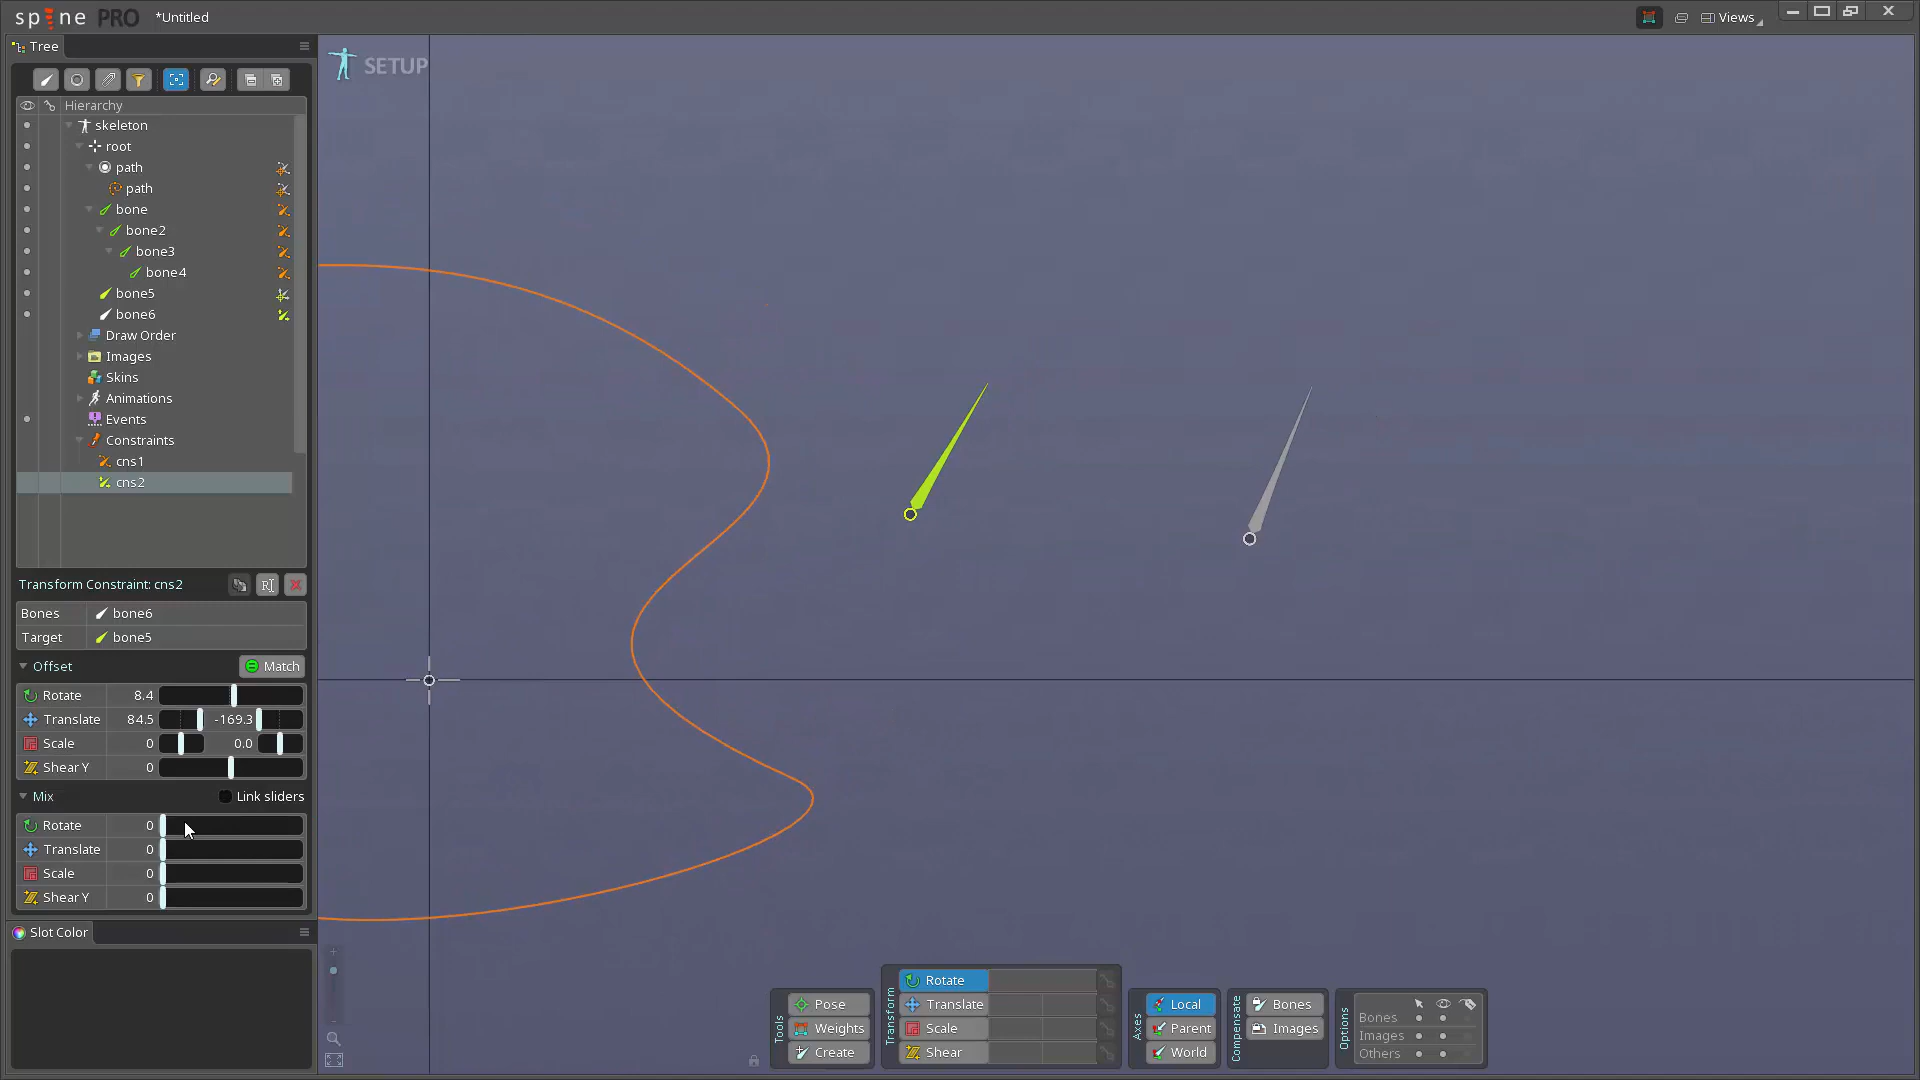 spine PRO
*Untitled
Views
Tree
SETUP
Hierarchy
skeleton
root
path
path
bone
bone2
bone3
bone4
bone5
bone6
Draw Order
Images
Skins
Animations
Events
Constraints
cns1
cns2
Transform Constraint: cns2
Bones bone6
Target bone5
Offset Match
Rotate 8.4
Translate 84.5 -169.3
Scale 0 0.0
Shear Y 0
Mix Link sliders
Rotate 0
Translate 0
Scale 0
Shear Y 0
Slot Color
Tools
Pose
Weights
Create
Transform
Rotate
Translate
Scale
Shear
Axes
Local
Parent
World
Compensate
Bones
Images
Options
Bones
Images
Others